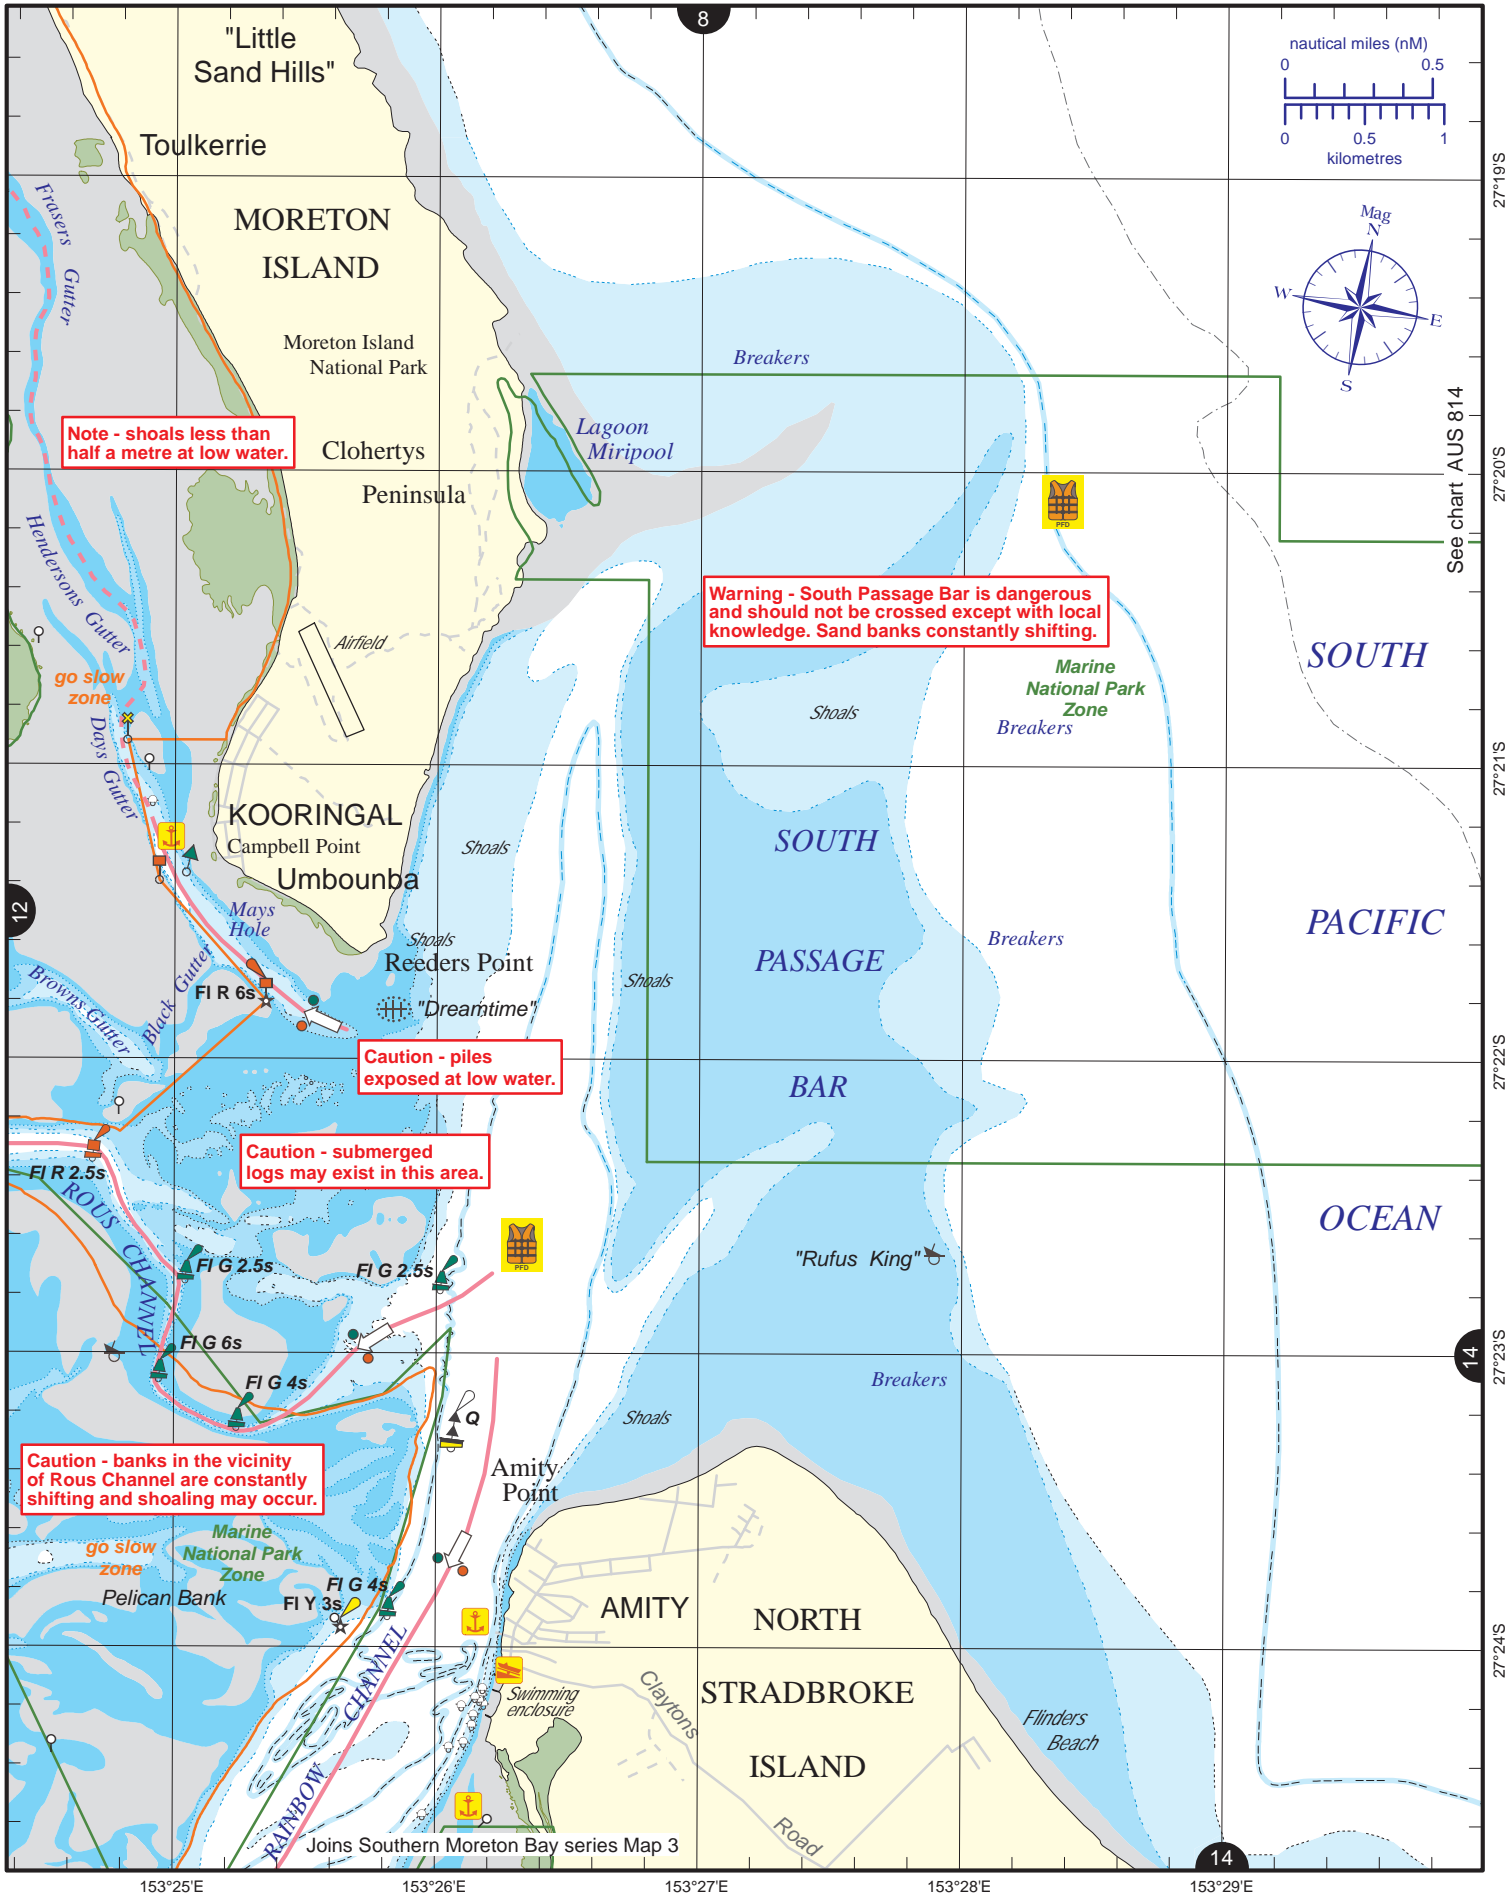 8
"Little
Sand Hills"
nautical miles (nM)
0 0.5
0 0.5 1
kilometres
Toulkerrie
27°19'S
Frasers Gutter
MORETON
ISLAND
Mag
N
W
E
S
Moreton Island
National Park
Breakers
See chart AUS 814
Note - shoals less than
half a metre at low water.
Lagoon
Miripool
Clohertys
Peninsula
27°20'S
PFD
Hendersons Gutter
Warning - South Passage Bar is dangerous
and should not be crossed except with local
knowledge. Sand banks constantly shifting.
Airfield
SOUTH
go slow
zone
Marine
National Park
Zone
Shoals
Breakers
Days Gutter
27°21'S
KOORINGAL
Campbell Point
Umbounba
Shoals
SOUTH
12
Mays
Hole
PACIFIC
Shoals
Reeders Point
Breakers
PASSAGE
Browns Gutter
Black Gutter
Fl R 6s
"Dreamtime"
Shoals
Caution - piles
exposed at low water.
27°22'S
BAR
Caution - submerged
logs may exist in this area.
Fl R 2.5s
ROUS CHANNEL
OCEAN
Fl G 2.5s
Fl G 2.5s
PFD
"Rufus King"
Fl G 6s
14
27°23'S
Fl G 4s
Breakers
Q
Shoals
Caution - banks in the vicinity
of Rous Channel are constantly
shifting and shoaling may occur.
Amity
Point
Marine
National Park
Zone
go slow
zone
Pelican Bank
Fl G 4s
Fl Y 3s
AMITY
NORTH
27°24'S
RAINBOW CHANNEL
Swimming
enclosure
Claytons Road
STRADBROKE
Flinders
Beach
ISLAND
Joins Southern Moreton Bay series Map 3
14
153°25'E 153°26'E 153°27'E 153°28'E 153°29'E